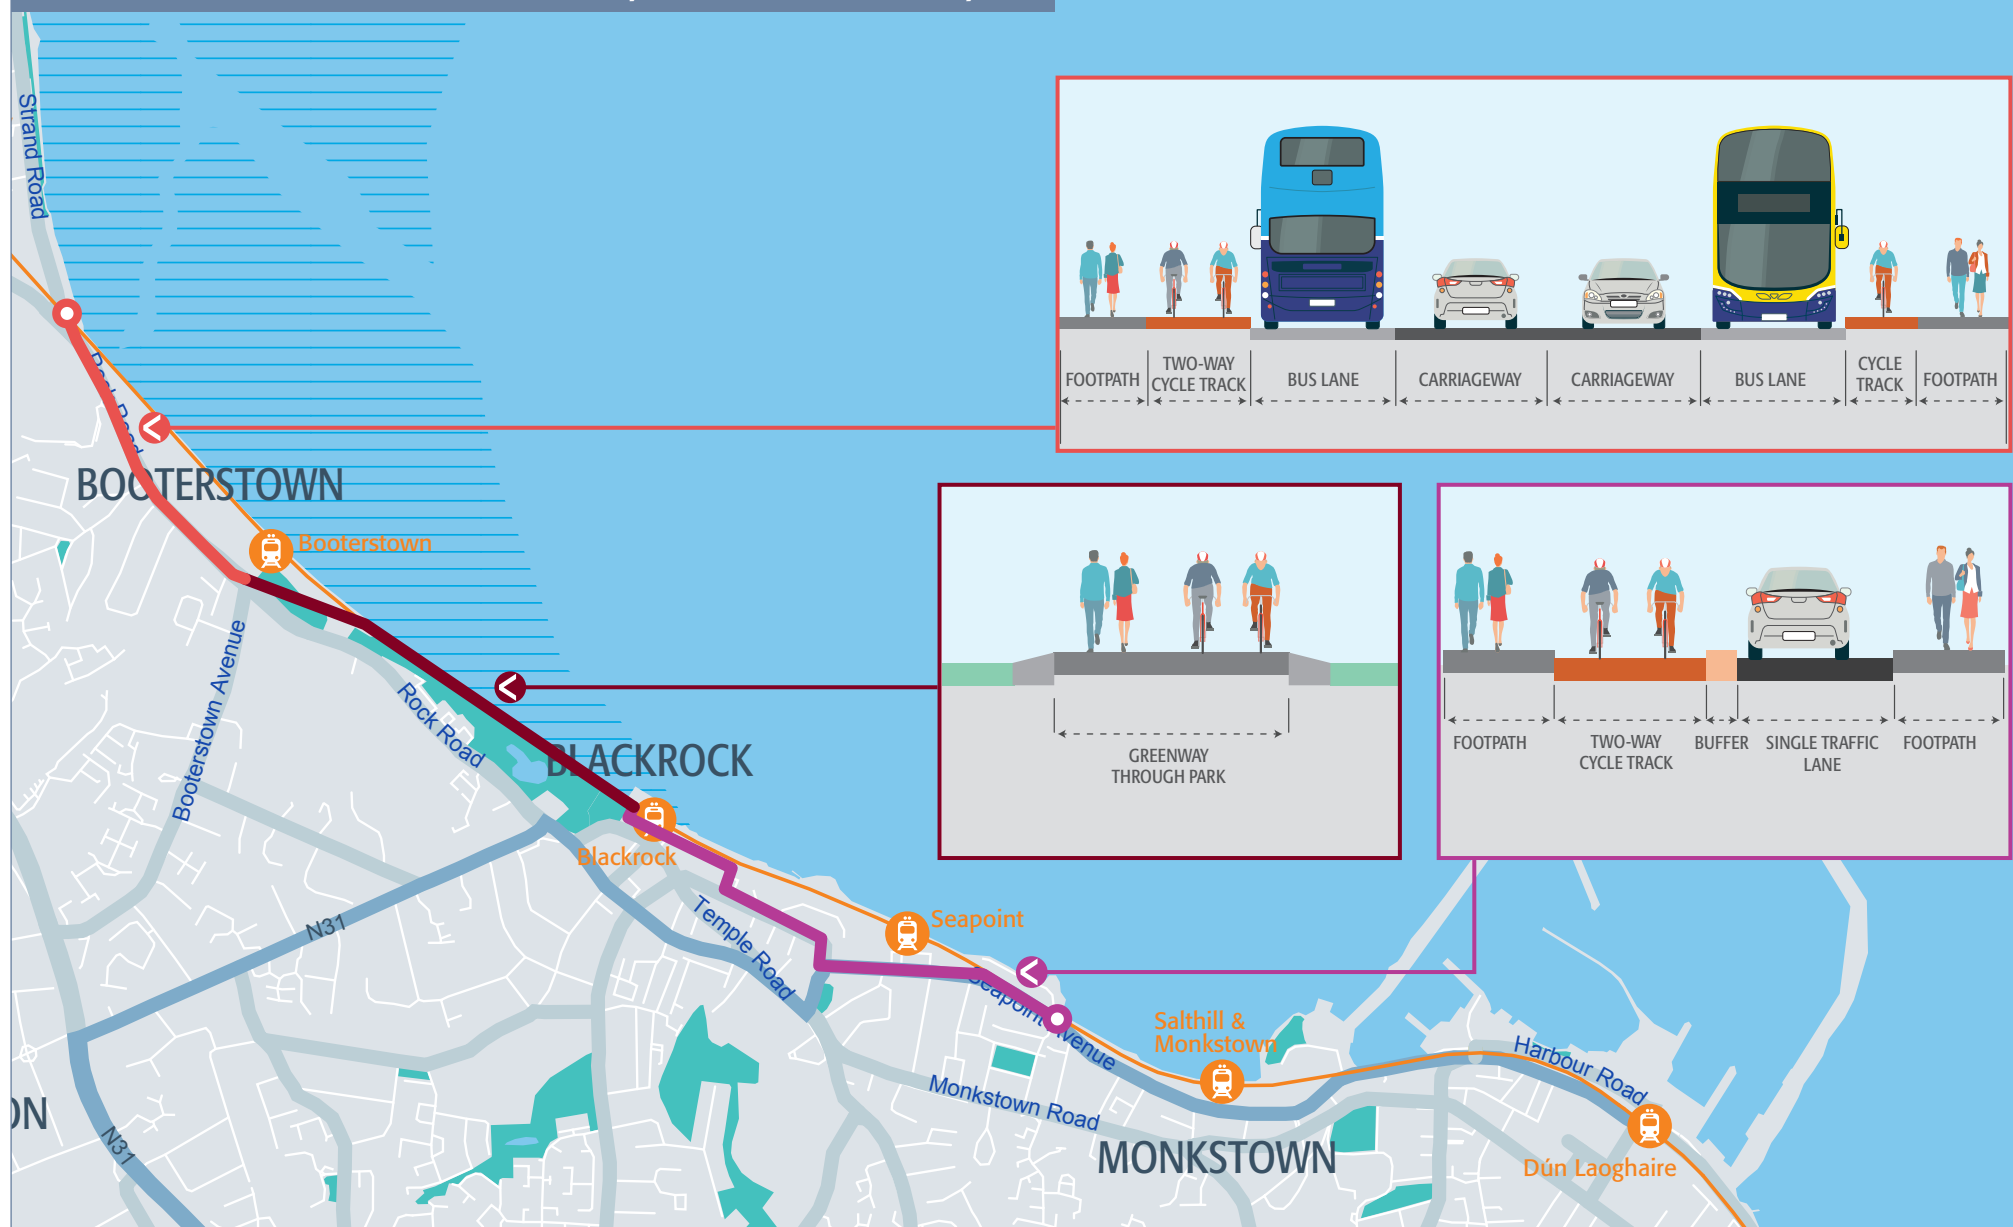 Strand Road
Rock Road
BOOTERSTOWN
Booterstown
Booterstown Avenue
Rock Road
BLACKROCK
Blackrock
N31
Temple Road
Seapoint
Seapoint Avenue
Salthill &
Monkstown
Monkstown Road
MONKSTOWN
Harbour Road
Dún Laoghaire
N31
ON
FOOTPATH
TWO-WAY
CYCLE TRACK
BUS LANE
CARRIAGEWAY
CARRIAGEWAY
BUS LANE
CYCLE
TRACK
FOOTPATH
GREENWAY
THROUGH PARK
FOOTPATH
TWO-WAY
CYCLE TRACK
BUFFER
SINGLE TRAFFIC
LANE
FOOTPATH